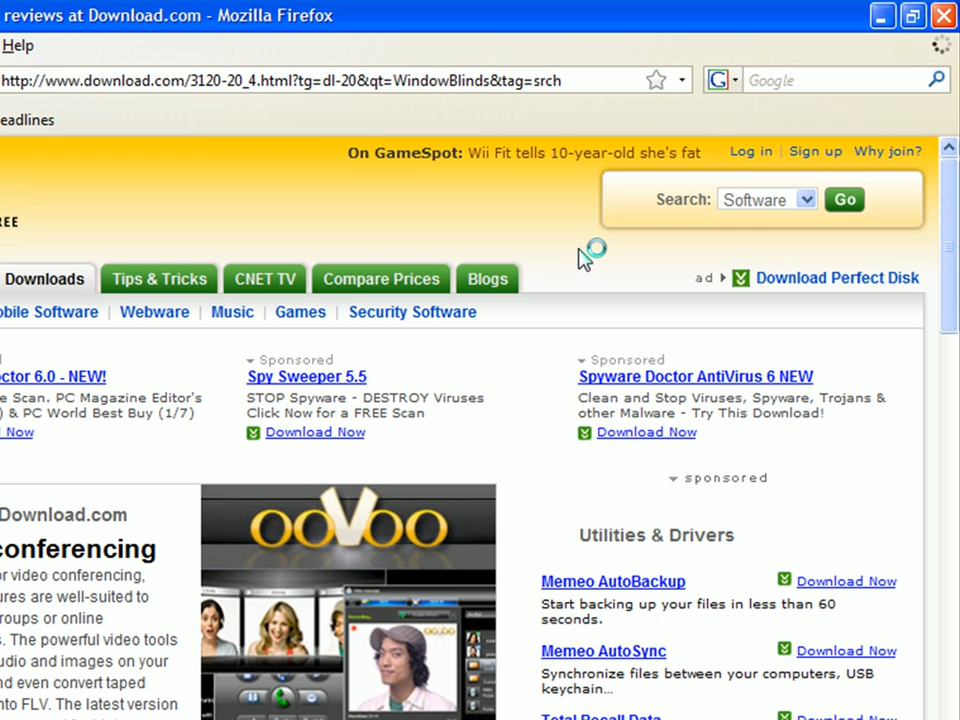 reviews at Download.com - Mozilla Firefox
Help
http://www.download.com/3120-20_4.html?tg=dl-20&qt=WindowBlinds&tag=srch
G Google
eadlines
On GameSpot: Wii Fit tells 10-year-old she's fat Log in | Sign up Why join?
Search: Software Go
REE
Downloads Tips & Tricks CNET TV Compare Prices Blogs ad Download Perfect Disk
obile Software | Webware | Music | Games | Security Software
d Sponsored Sponsored
ctor 6.0 - NEW! Spy Sweeper 5.5 Spyware Doctor AntiVirus 6 NEW
e Scan. PC Magazine Editor's STOP Spyware - DESTROY Viruses Clean and Stop Viruses, Spyware, Trojans &
) & PC World Best Buy (1/7) Click Now for a FREE Scan other Malware - Try This Download!
Now Download Now Download Now
sponsored
Download.com
conferencing
or video conferencing,
ures are well-suited to
roups or online
s. The powerful video tools
udio and images on your
nd even convert taped
nto FLV. The latest version
ooVoo
Utilities & Drivers
Memeo AutoBackup Download Now
Start backing up your files in less than 60
seconds.
Memeo AutoSync Download Now
Synchronize files between your computers, USB
keychain...
Total Recall Data Download Now